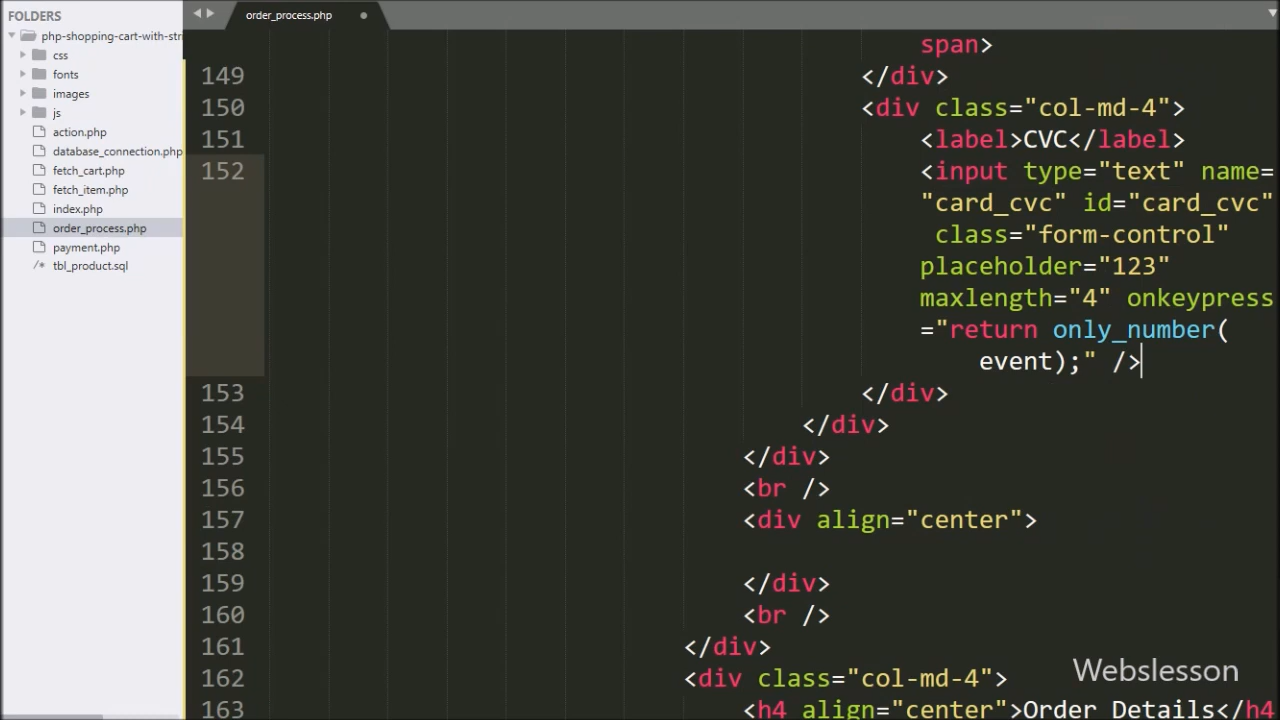 FOLDERS
php-shopping-cart-with-str
css
fonts
images
js
action.php
database_connection.php
fetch_cart.php
fetch_item.php
index.php
order_process.php
payment.php
/* tbl_product.sql
order_process.php
span>
149 </div>
150 <div class="col-md-4">
151 <label>CVC</label>
152 <input type="text" name=
"card_cvc" id="card_cvc"
class="form-control"
placeholder="123"
maxlength="4" onkeypress
="return only_number(
event);" />
153 </div>
154 </div>
155 </div>
156 <br />
157 <div align="center">
158
159 </div>
160 <br />
161 </div>
162 <div class="col-md-4">
163 <h4 align="center">Order Details</h4
Webslesson